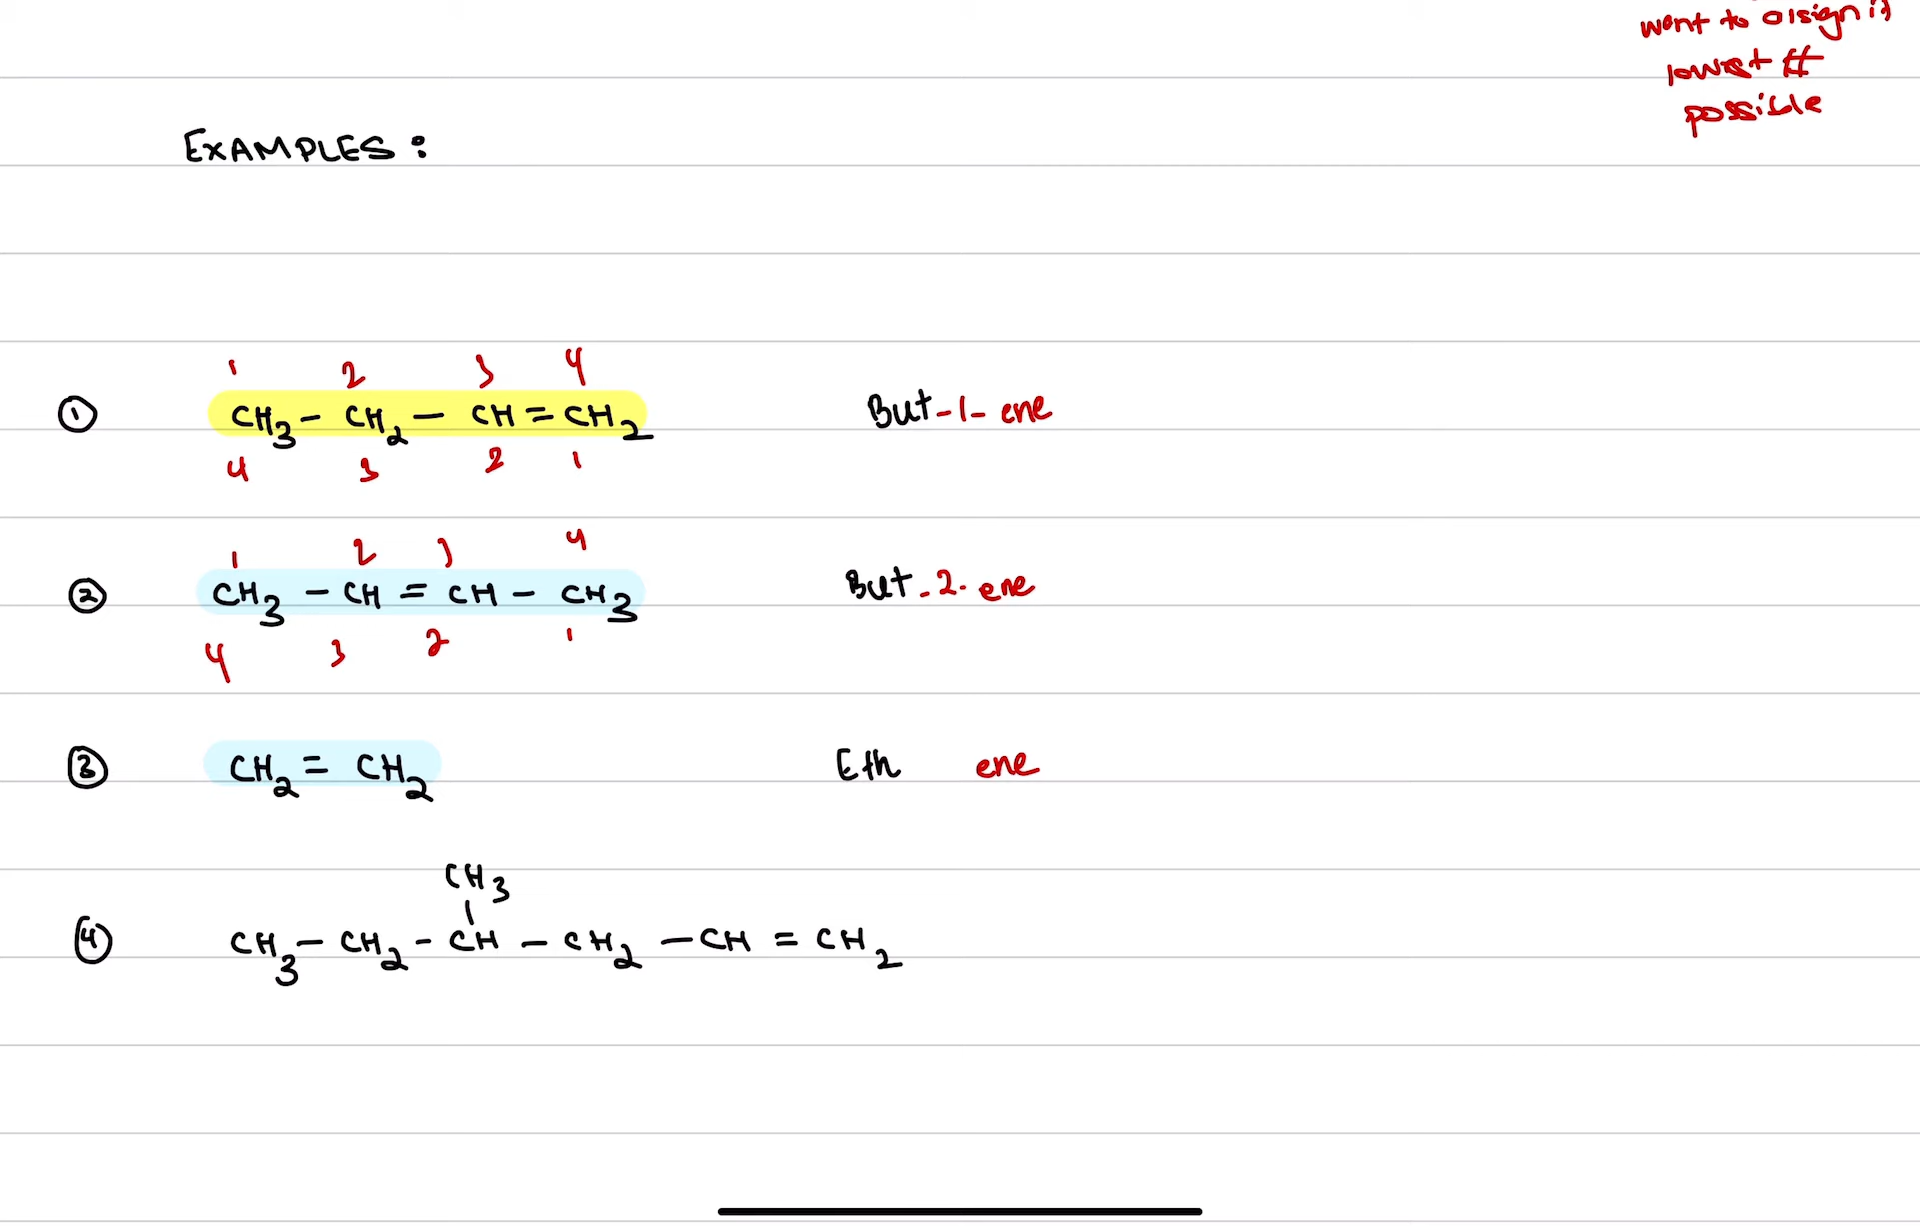 want to assign it
lowest #
possible
EXAMPLES :
1 2 3 4
① CH₃ - CH₂ - CH = CH₂ But-1-ene
4 3 2 1
1 2 3 4
② CH₃ - CH = CH - CH₃ But-2-ene
4 3 2 1
③ CH₂ = CH₂ Eth ene
CH₃
|
④ CH₃ - CH₂ - CH - CH₂ - CH = CH₂